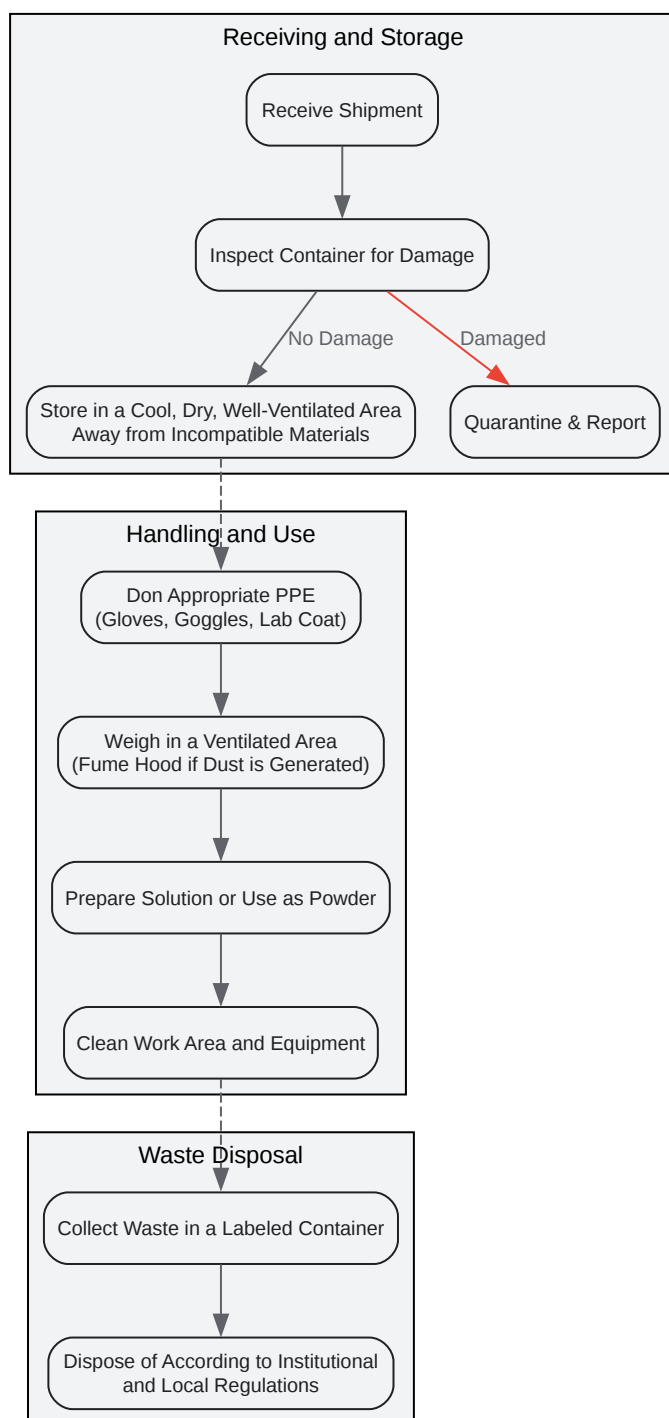 Receiving and Storage
Receive Shipment
Inspect Container for Damage
No Damage
Damaged
Store in a Cool, Dry, Well-Ventilated Area
Away from Incompatible Materials
Quarantine & Report
Handling and Use
Don Appropriate PPE
(Gloves, Goggles, Lab Coat)
Weigh in a Ventilated Area
(Fume Hood if Dust is Generated)
Prepare Solution or Use as Powder
Clean Work Area and Equipment
Waste Disposal
Collect Waste in a Labeled Container
Dispose of According to Institutional
and Local Regulations